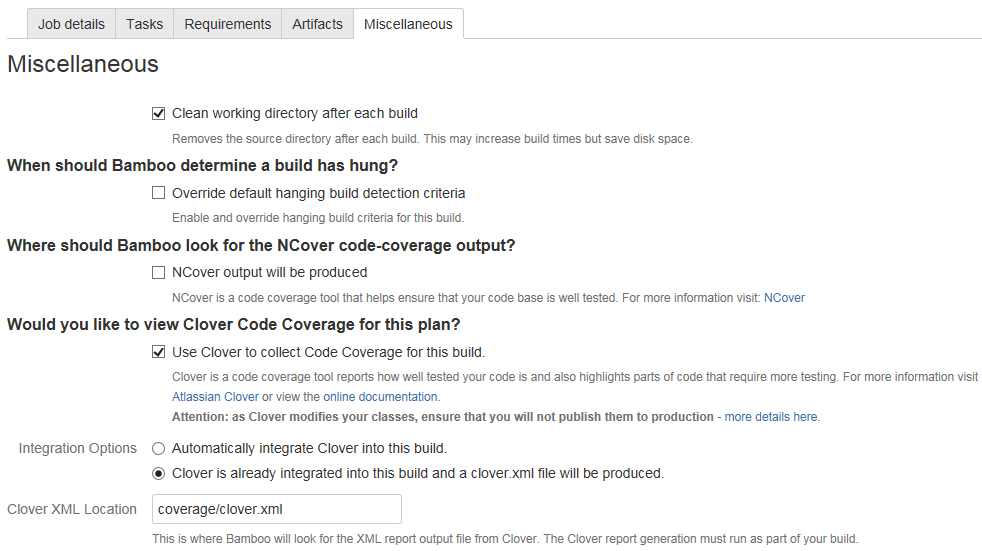 Job details Tasks Requirements Artifacts Miscellaneous
Miscellaneous
Clean working directory after each build
Removes the source directory after each build. This may increase build times but save disk space.
When should Bamboo determine a build has hung?
Override default hanging build detection criteria
Enable and override hanging build criteria for this build.
Where should Bamboo look for the NCover code-coverage output?
NCover output will be produced
NCover is a code coverage tool that helps ensure that your code base is well tested. For more information visit: NCover
Would you like to view Clover Code Coverage for this plan?
Use Clover to collect Code Coverage for this build.
Clover is a code coverage tool reports how well tested your code is and also highlights parts of code that require more testing. For more information visit
Atlassian Clover or view the online documentation.
Attention: as Clover modifies your classes, ensure that you will not publish them to production - more details here.
Integration Options Automatically integrate Clover into this build.
Clover is already integrated into this build and a clover.xml file will be produced.
Clover XML Location coverage/clover.xml
This is where Bamboo will look for the XML report output file from Clover. The Clover report generation must run as part of your build.